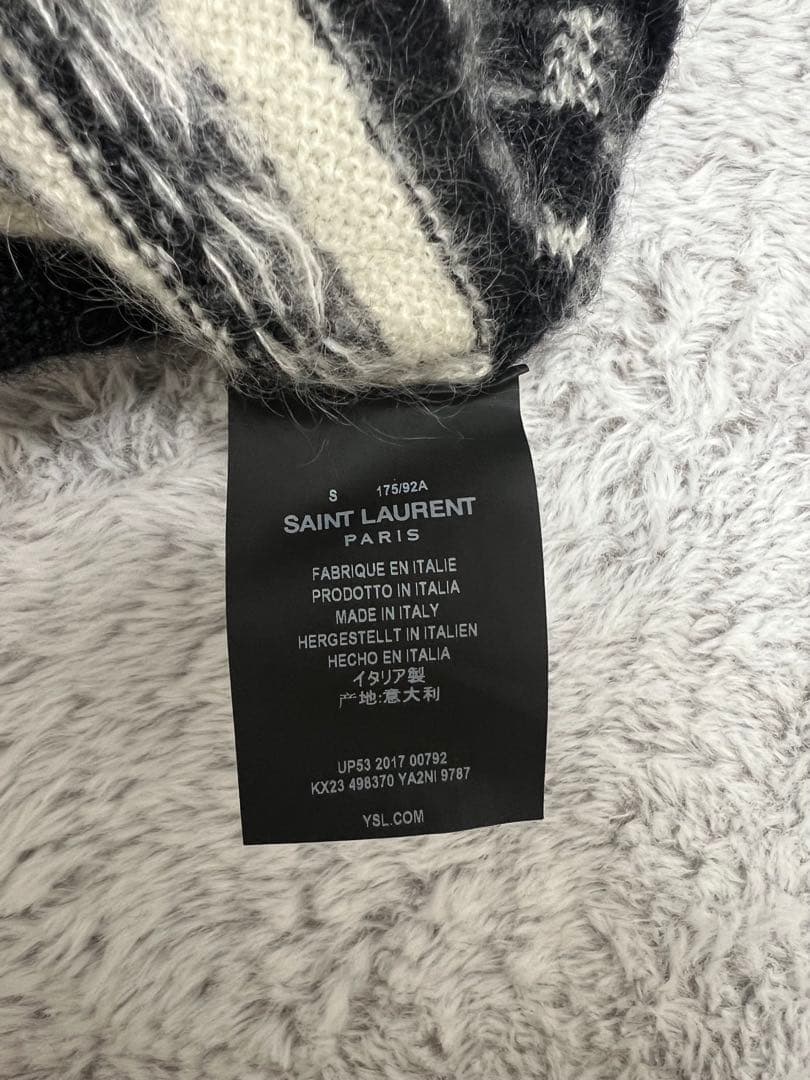 S 175/92A
SAINT LAURENT
PARIS
FABRIQUE EN ITALIE
PRODOTTO IN ITALIA
MADE IN ITALY
HERGESTELLT IN ITALIEN
HECHO EN ITALIA
イタリア製
产地:意大利
UP53 2017 00792
KX23 498370 YA2NI 9787
YSL.COM